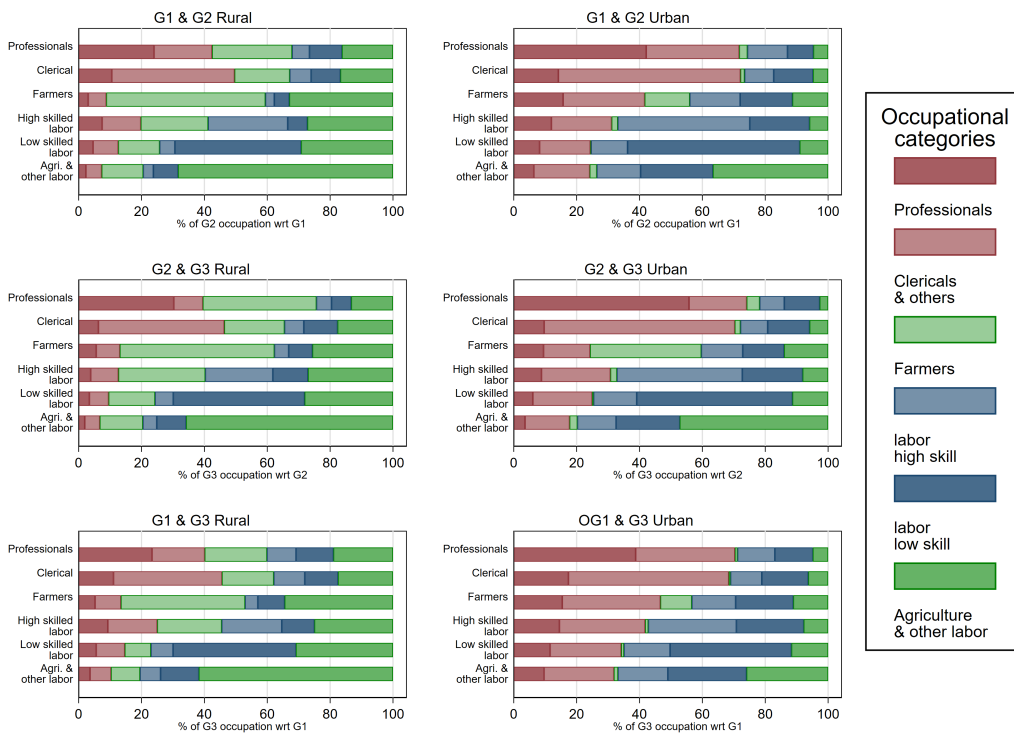 G1 & G2 Rural
Professionals
Clerical
Farmers
High skilled
labor
Low skilled
labor
Agri. &
other labor
0 20 40 60 80 100
% of G2 occupation wrt G1
G1 & G2 Urban
Professionals
Clerical
Farmers
High skilled
labor
Low skilled
labor
Agri. &
other labor
0 20 40 60 80 100
% of G2 occupation wrt G1
G2 & G3 Rural
Professionals
Clerical
Farmers
High skilled
labor
Low skilled
labor
Agri. &
other labor
0 20 40 60 80 100
% of G3 occupation wrt G2
G2 & G3 Urban
Professionals
Clerical
Farmers
High skilled
labor
Low skilled
labor
Agri. &
other labor
0 20 40 60 80 100
% of G3 occupation wrt G2
G1 & G3 Rural
Professionals
Clerical
Farmers
High skilled
labor
Low skilled
labor
Agri. &
other labor
0 20 40 60 80 100
% of G3 occupation wrt G1
OG1 & G3 Urban
Professionals
Clerical
Farmers
High skilled
labor
Low skilled
labor
Agri. &
other labor
0 20 40 60 80 100
% of G3 occupation wrt G1
Occupational
categories
Professionals
Clericals
& others
Farmers
labor
high skill
labor
low skill
Agriculture
& other labor